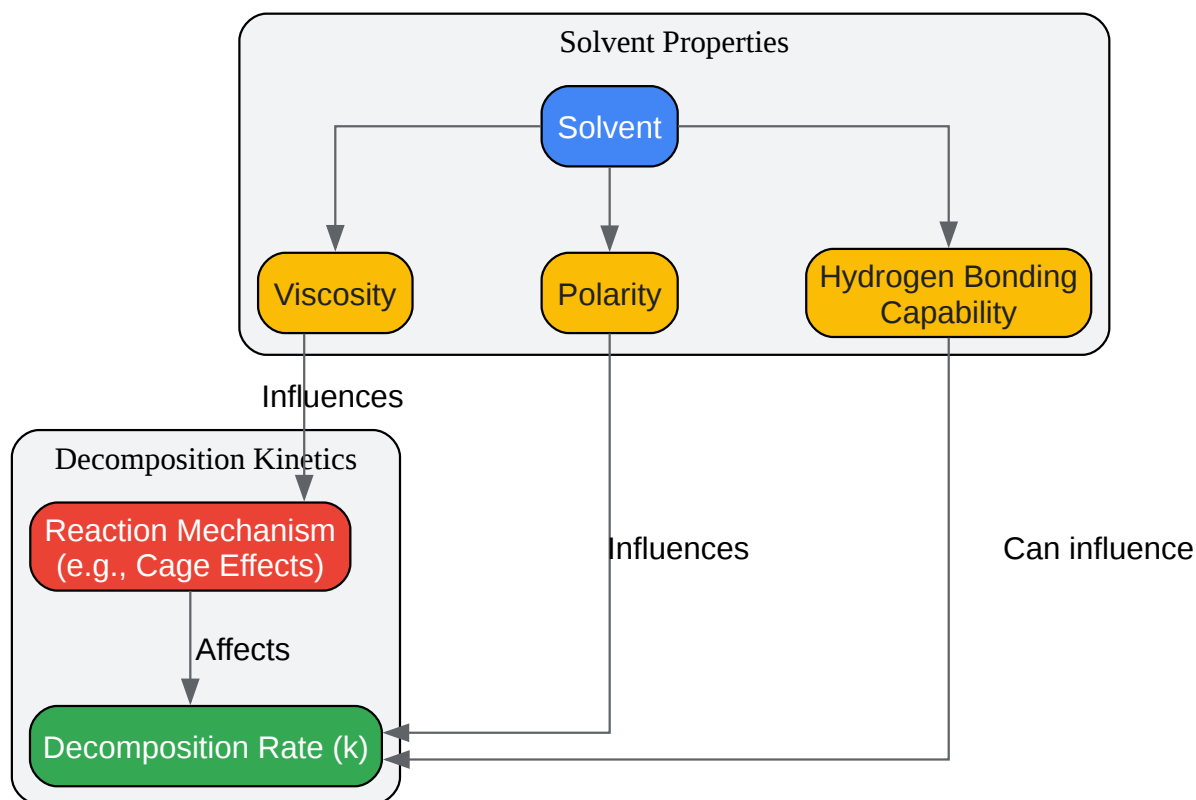 Solvent Properties
Solvent
Viscosity
Polarity
Hydrogen Bonding
Capability
Influences
Decomposition Kinetics
Reaction Mechanism
(e.g., Cage Effects)
Influences
Can influence
Affects
Decomposition Rate (k)